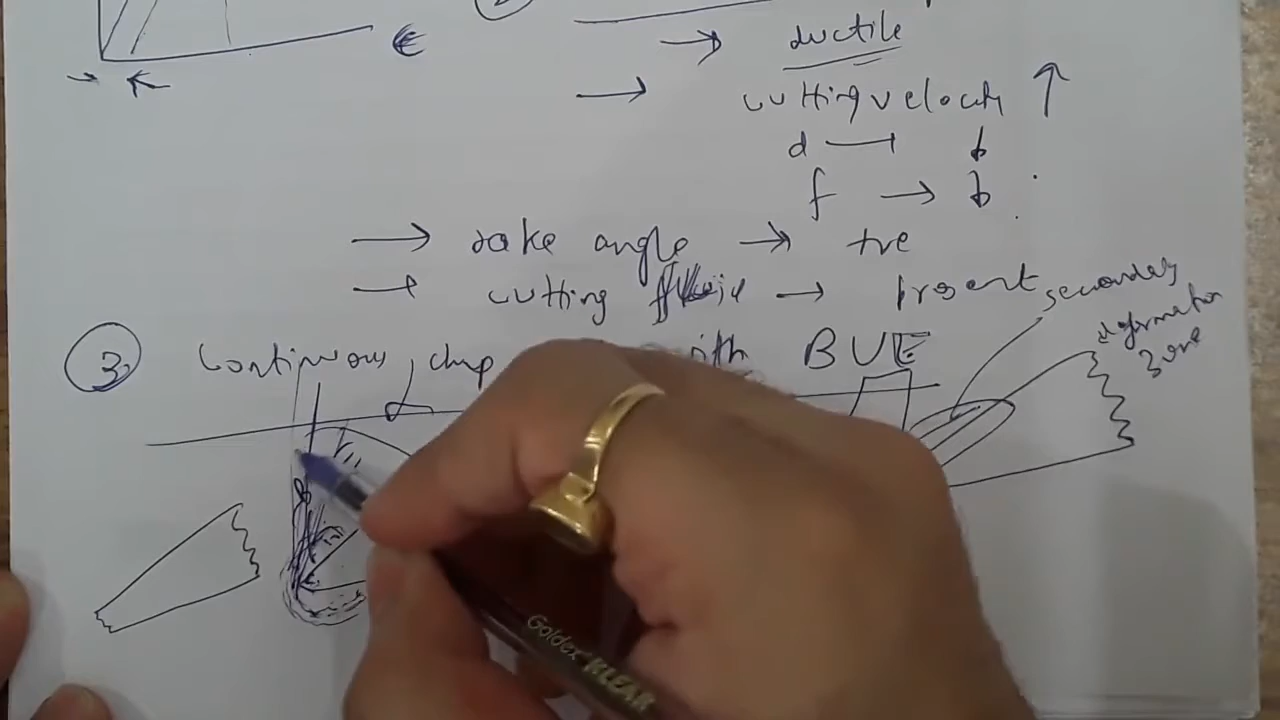 ϵ
2
→ ductile
→ cutting velocity ↑
d → b
f → b
→ rake angle → +ve
→ cutting fluid → present
secondary
deformation
zone
3. Continuous chip with BUE
Goldex KLEAR